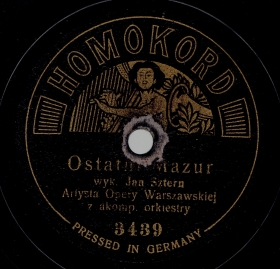 HOMOKORD
Ostatni Mazur
wyk. Jan Sztern
Artysta Opery Warszawskiej
z akomp. orkiestry
3439
PRESSED IN GERMANY